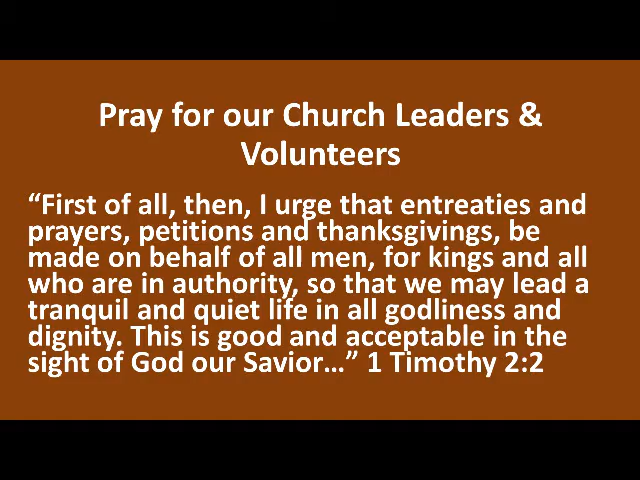 Pray for our Church Leaders &
Volunteers
“First of all, then, I urge that entreaties and
prayers, petitions and thanksgivings, be
made on behalf of all men, for kings and all
who are in authority, so that we may lead a
tranquil and quiet life in all godliness and
dignity. This is good and acceptable in the
sight of God our Savior…” 1 Timothy 2:2